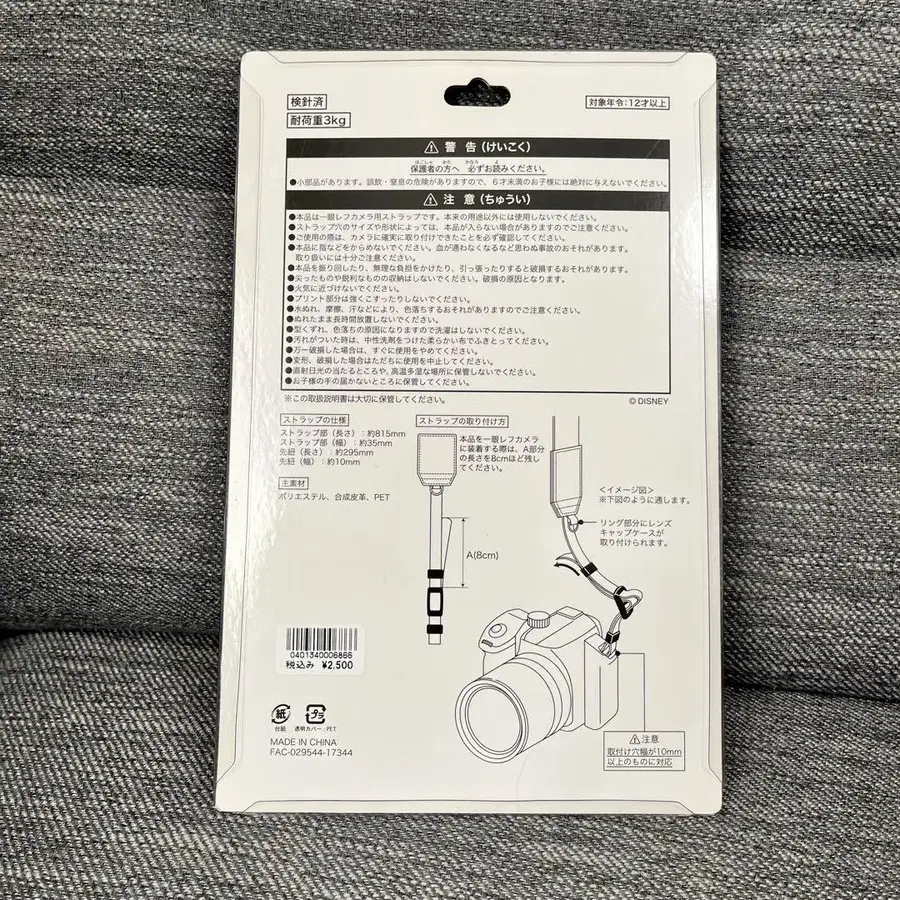 検針済
耐荷重3kg
対象年令:12才以上
⚠ 警 告 (けいこく)
ほごしゃ かた かなら よ
保護者の方へ 必ずお読みください。
●小部品があります。誤飲・窒息の危険がありますので、6才未満のお子様には絶対に与えないでください。
⚠ 注 意 (ちゅうい)
●本品は一眼レフカメラ用ストラップです。本来の用途以外には使用しないでください。
●ストラップ穴のサイズや形状によっては、本品が入らない場合がありますのでご注意ください。
●ご使用の際は、カメラに確実に取り付けできたことを必ず確認してください。
●本品に指などをからめないでください。血が通わなくなるなど思わぬ事故のおそれがあります。
取り扱いには十分ご注意ください。
●本品を振り回したり、無理な負担をかけたり、引っ張ったりすると破損するおそれがあります。
●尖ったものや鋭利なものの収納はしないでください。破損の原因となります。
●火気に近づけないでください。
●プリント部分は強くこすったりしないでください。
●水ぬれ、摩擦、汗などにより、色落ちするおそれがありますのでご注意ください。
●ぬれたまま長時間放置しないでください。
●型くずれ、色落ちの原因になりますので洗濯はしないでください。
●汚れがついた時は、中性洗剤をつけた柔らかい布でふきとってください。
●万一破損した場合は、すぐに使用をやめてください。
●変形、破損した場合はただちに使用を中止してください。
●直射日光の当たるところや、高温多湿な場所に保管しないでください。
●お子様の手の届かないところに保管してください。
※この取扱説明書は大切に保管してください。
© DISNEY
ストラップの仕様
ストラップ部(長さ):約815mm
ストラップ部(幅):約35mm
先紐(長さ):約295mm
先紐(幅):約10mm
主素材
ポリエステル、合成皮革、PET
ストラップの取り付け方
本品を一眼レフカメラ
に装着する際は、A部分
の長さを8cmほど残し
てください。
A(8cm)
<イメージ図>
※下図のように通します。
リング部分にレンズ
キャップケースが
取り付けられます。
⚠ 注意
取付け穴幅が10mm
以上のものに対応
0401340006866
税込み ¥2,500
紙
台紙
プラ
透明カバー:PET
MADE IN CHINA
FAC-029544-17344